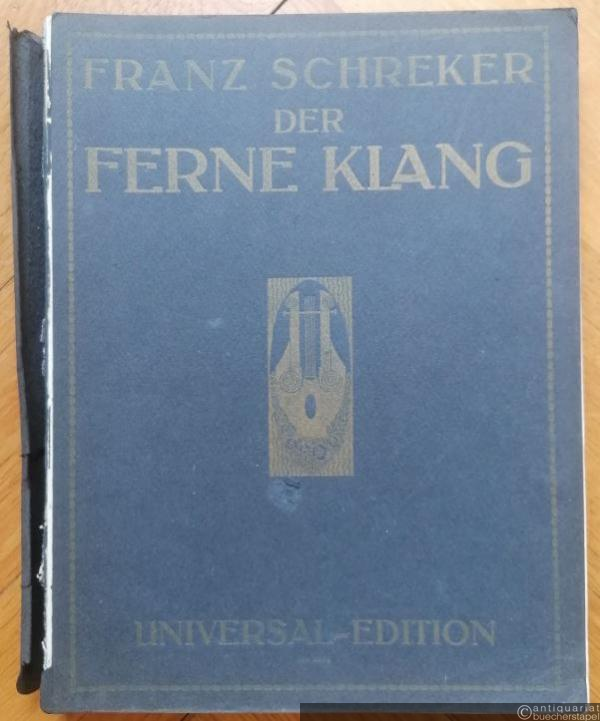 FRANZ SCHREKER
DER
FERNE KLANG
UNIVERSAL-EDITION
©antiquariat
buecherstapel